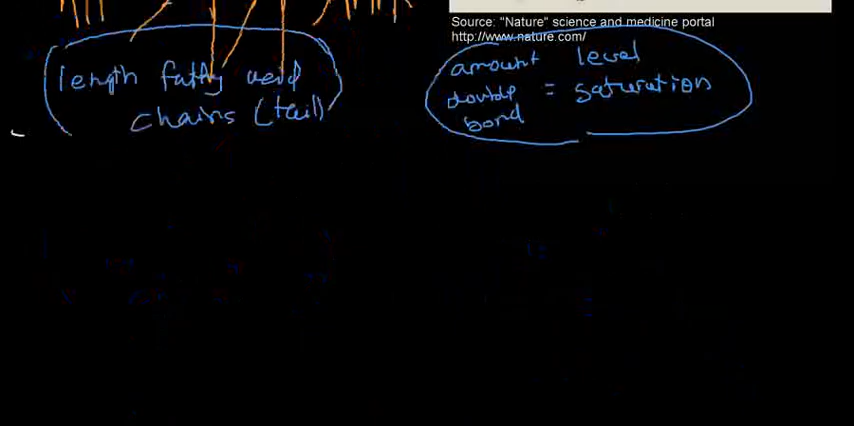 Source: "Nature" science and medicine portal
http://www.nature.com/
length fatty acid
chains (tail)
amount level
double = saturation
bond